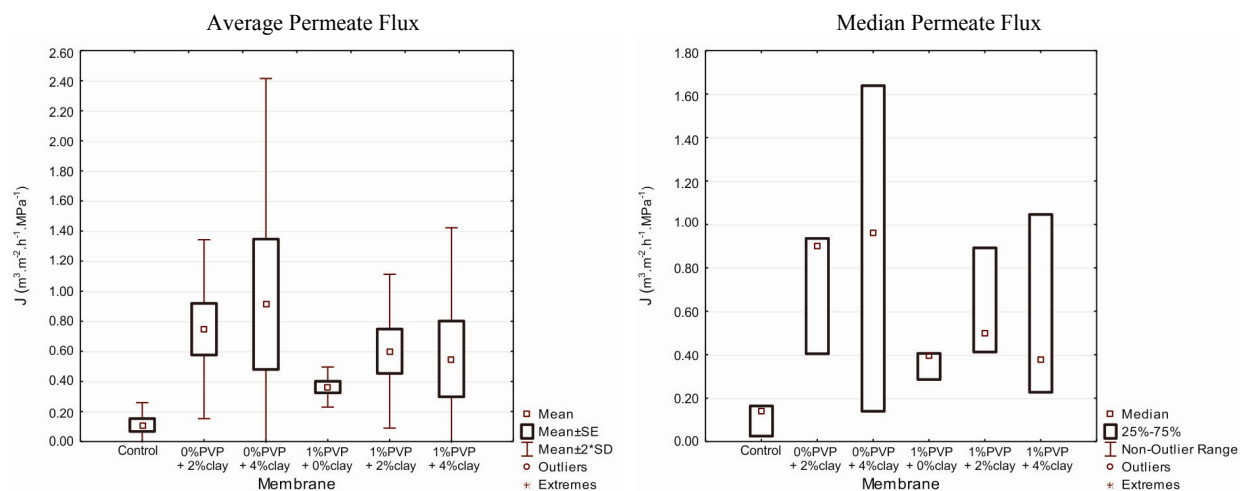 Average Permeate Flux
2.60
2.40
2.20
2.00
1.80
1.60
1.40
1.20
1.00
0.80
0.60
0.40
0.20
0.00
J (m³.m⁻².h⁻¹.MPa⁻¹)
Control
0%PVP
+ 2%clay
0%PVP
+ 4%clay
1%PVP
+ 0%clay
1%PVP
+ 2%clay
1%PVP
+ 4%clay
Membrane
Mean
Mean±SE
Mean±2*SD
Outliers
Extremes
Median Permeate Flux
1.80
1.60
1.40
1.20
1.00
0.80
0.60
0.40
0.20
0.00
J (m³.m⁻².h⁻¹.MPa⁻¹)
Control
0%PVP
+ 2%clay
0%PVP
+ 4%clay
1%PVP
+ 0%clay
1%PVP
+ 2%clay
1%PVP
+ 4%clay
Membrane
Median
25%-75%
Non-Outlier Range
Outliers
Extremes